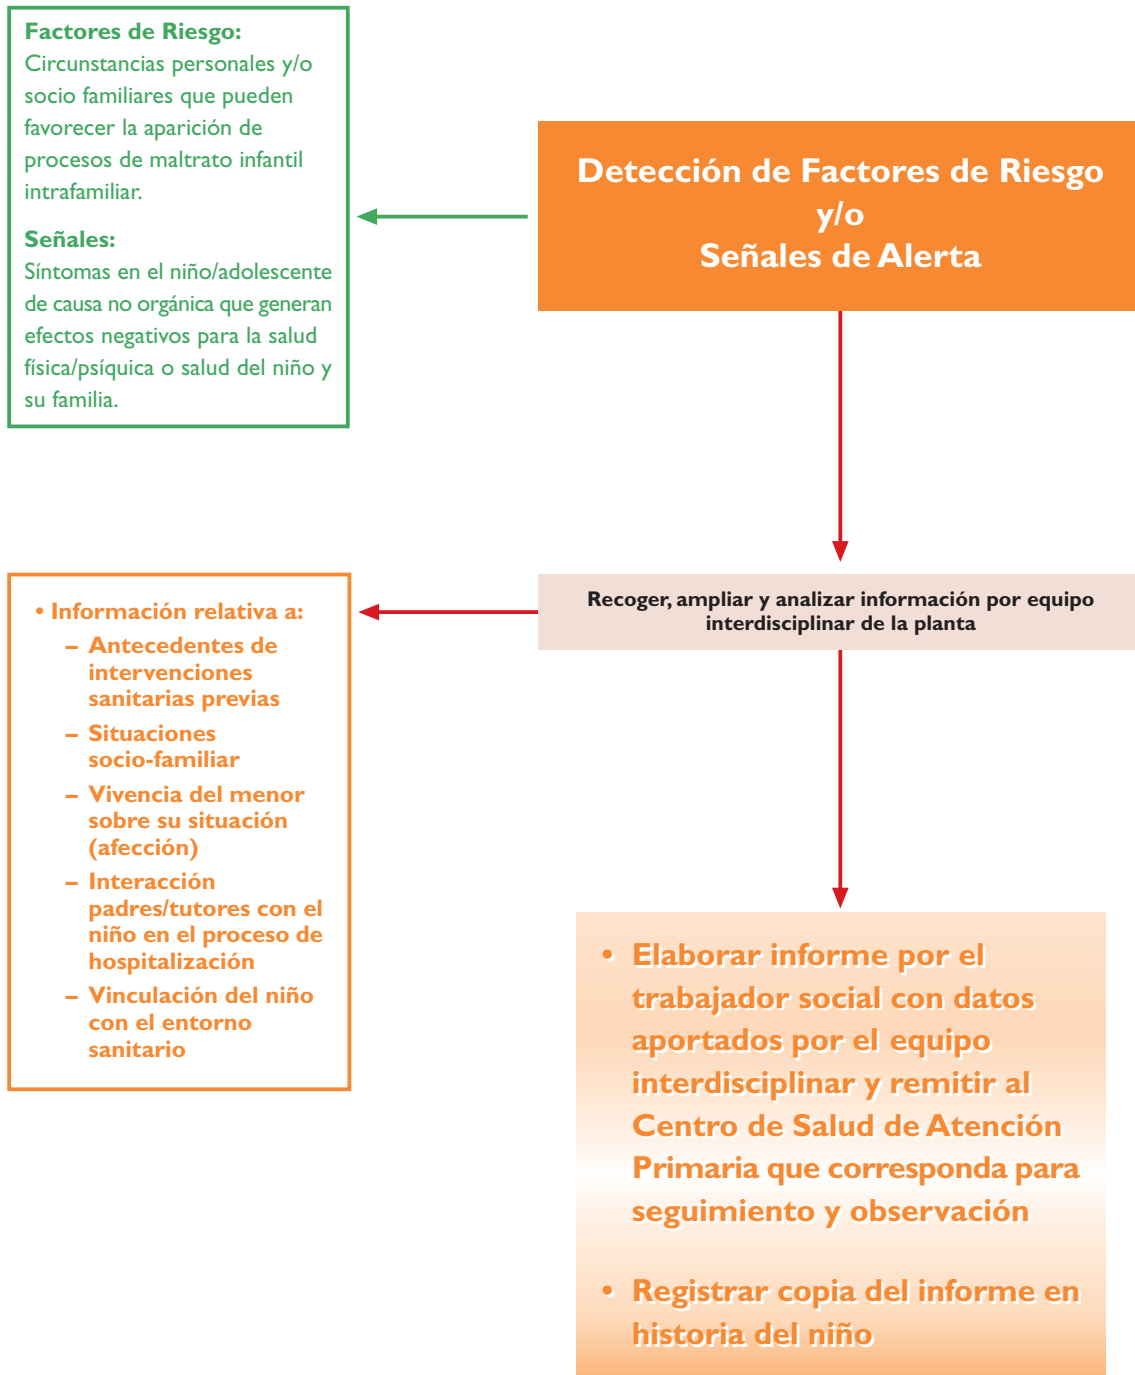 Factores de Riesgo:
Circunstancias personales y/o
socio familiares que pueden
favorecer la aparición de
procesos de maltrato infantil
intrafamiliar.
Señales:
Síntomas en el niño/adolescente
de causa no orgánica que generan
efectos negativos para la salud
física/psíquica o salud del niño y
su familia.
Detección de Factores de Riesgo
y/o
Señales de Alerta
Recoger, ampliar y analizar información por equipo
interdisciplinar de la planta
• Información relativa a:
– Antecedentes de
intervenciones
sanitarias previas
– Situaciones
socio-familiar
– Vivencia del menor
sobre su situación
(afección)
– Interacción
padres/tutores con el
niño en el proceso de
hospitalización
– Vinculación del niño
con el entorno
sanitario
• Elaborar informe por el
trabajador social con datos
aportados por el equipo
interdisciplinar y remitir al
Centro de Salud de Atención
Primaria que corresponda para
seguimiento y observación
• Registrar copia del informe en
historia del niño